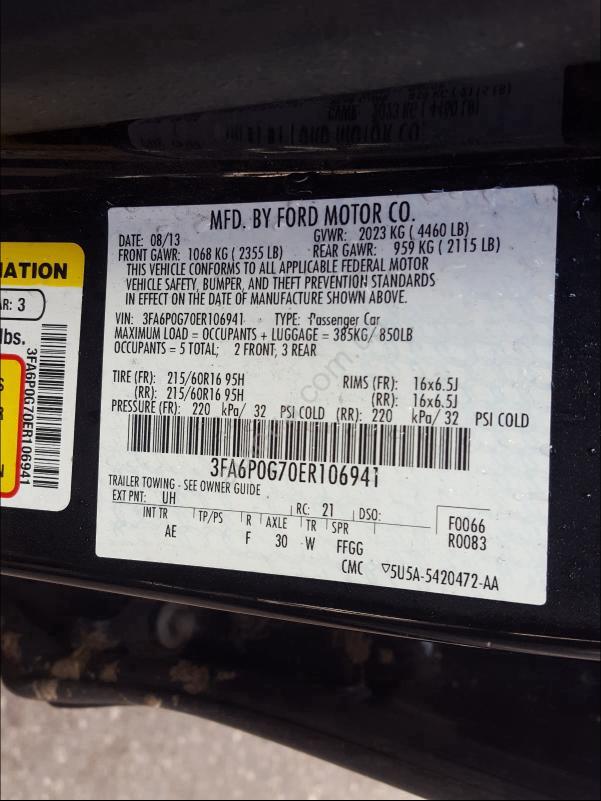 MFD. BY FORD MOTOR CO.
DATE: 08/13 GVWR: 2023 KG ( 4460 LB)
FRONT GAWR: 1068 KG ( 2355 LB) REAR GAWR: 959 KG ( 2115 LB)
THIS VEHICLE CONFORMS TO ALL APPLICABLE FEDERAL MOTOR
VEHICLE SAFETY, BUMPER, AND THEFT PREVENTION STANDARDS
IN EFFECT ON THE DATE OF MANUFACTURE SHOWN ABOVE.
VIN: 3FA6P0G70ER106941 TYPE: Passenger Car
MAXIMUM LOAD = OCCUPANTS + LUGGAGE = 385KG/ 850LB
OCCUPANTS = 5 TOTAL; 2 FRONT, 3 REAR
TIRE (FR): 215/60R16 95H RIMS (FR): 16x6.5J
(RR): 215/60R16 95H (RR): 16x6.5J
PRESSURE (FR): 220 kPa/ 32 PSI COLD (RR): 220 kPa/ 32 PSI COLD
3FA6P0G70ER106941
TRAILER TOWING - SEE OWNER GUIDE
EXT PNT: UH RC: 21 DSO: F0066
INT TR TP/PS R AXLE TR SPR R0083
AE F 30 W FFGG
CMC ▽5U5A-5420472-AA
MATION
AR: 3
lbs.
3FA6P0G70ER106941
S
R
S
N